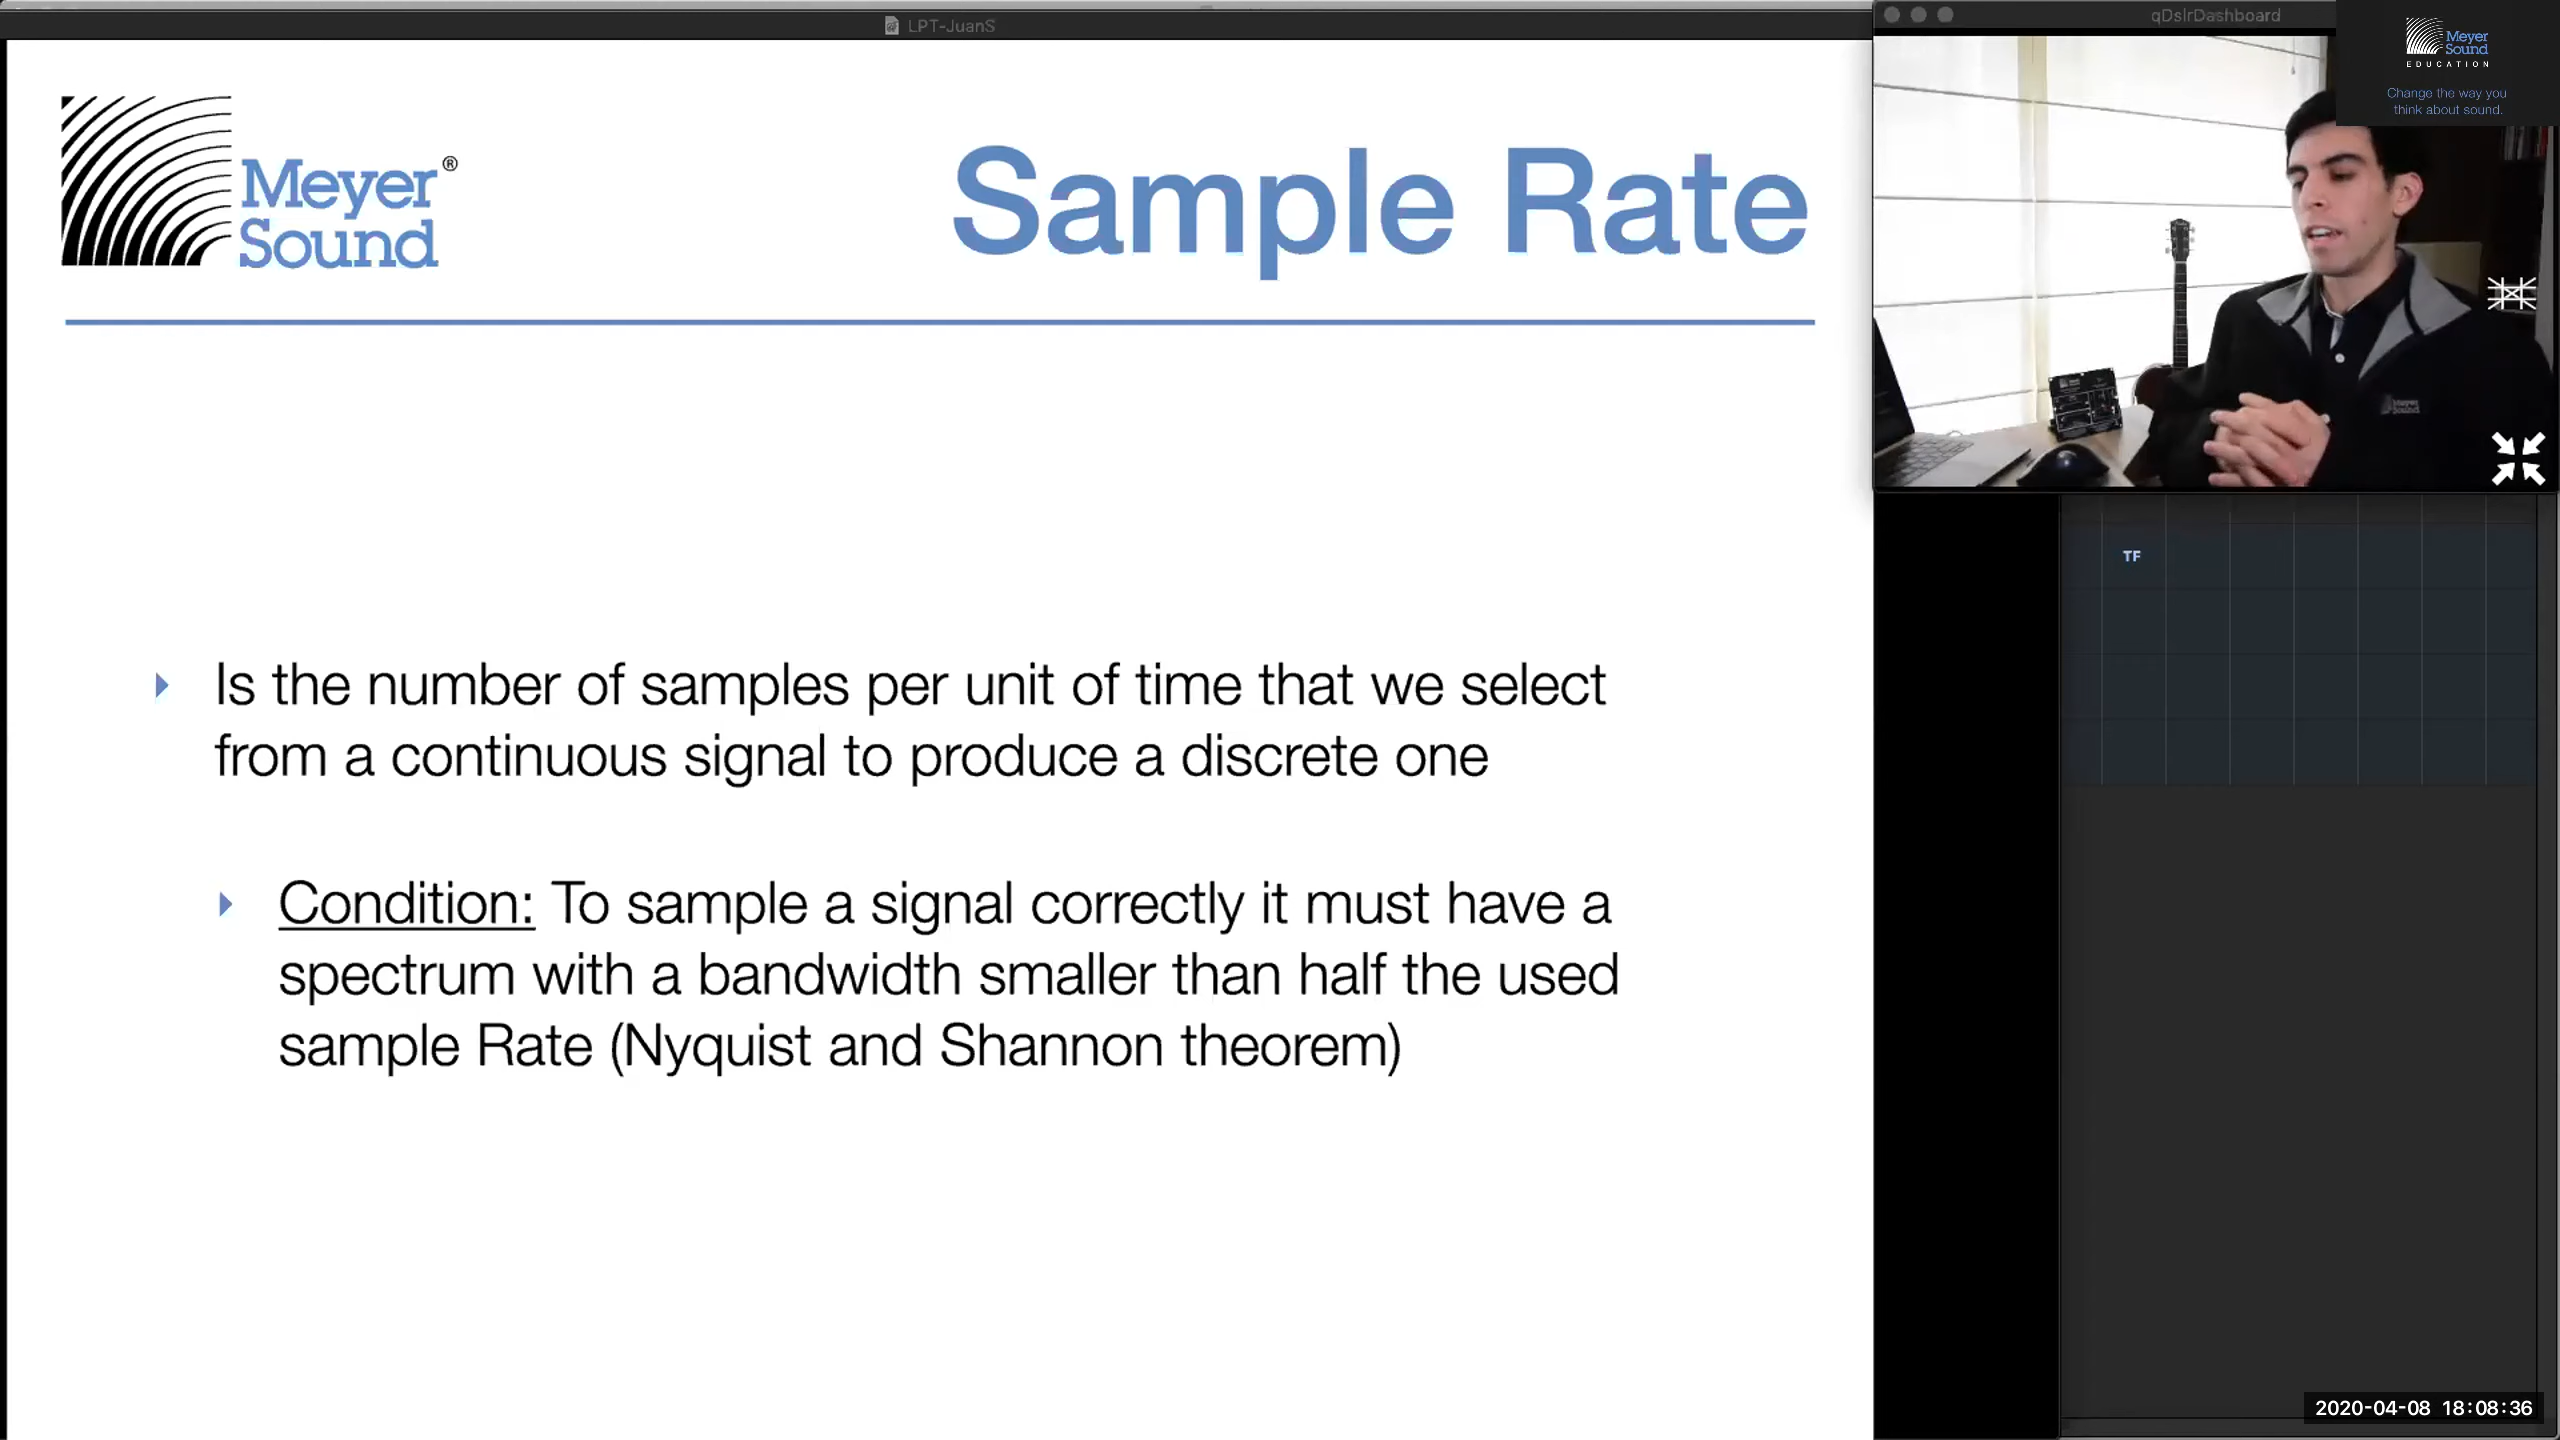 LPT-JuanS
qDslrDashboard
Meyer
Sound
EDUCATION
Change the way you
think about sound.
Meyer®
Sound
Sample Rate
Is the number of samples per unit of time that we select
from a continuous signal to produce a discrete one
Condition: To sample a signal correctly it must have a
spectrum with a bandwidth smaller than half the used
sample Rate (Nyquist and Shannon theorem)
Meyer
Sound
TF
2020-04-08 18:08:36